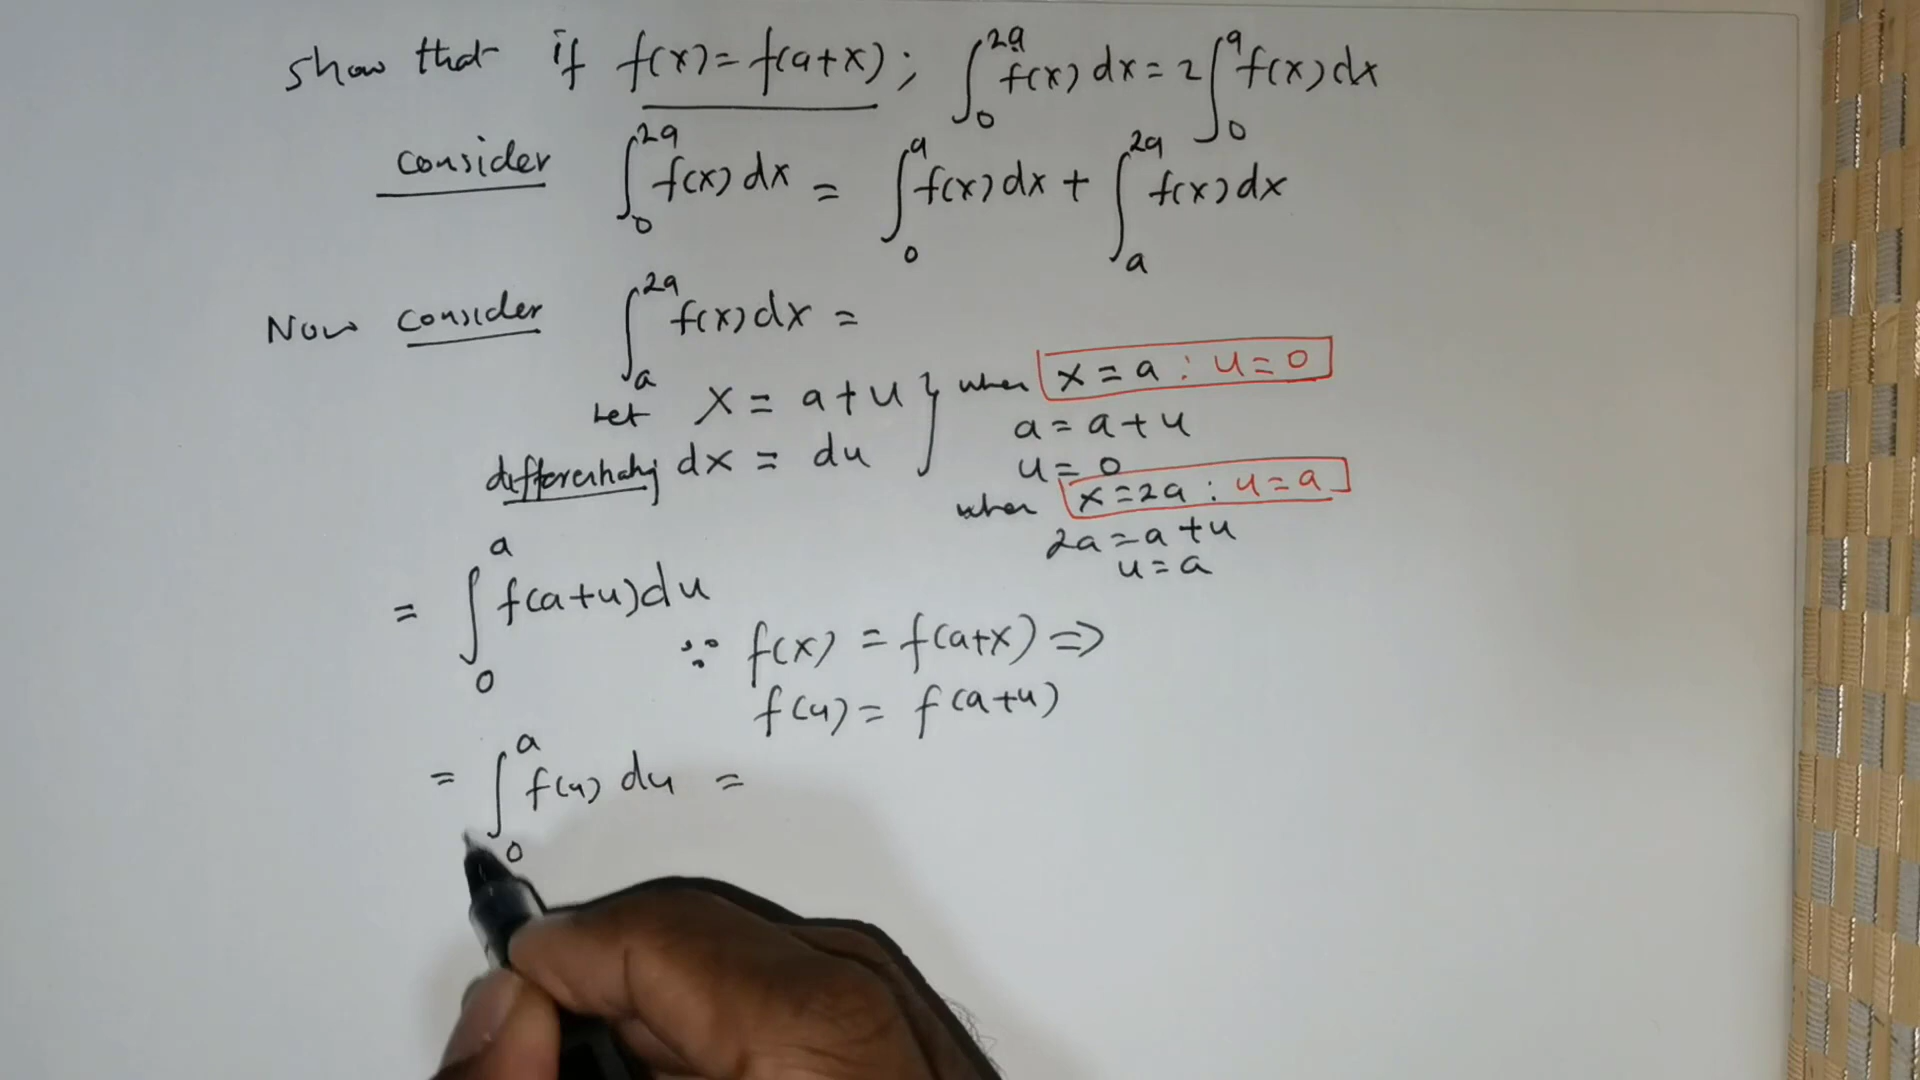 show that if f(x) = f(a+x) ; ∫₀²ᵃ f(x) dx = 2 ∫₀ᵃ f(x) dx
consider ∫₀²ᵃ f(x) dx = ∫₀ᵃ f(x) dx + ∫ₐ²ᵃ f(x) dx
Now consider ∫ₐ²ᵃ f(x) dx =
Let x = a+u } when x = a : u = 0
a = a+u
differentiating dx = du
u = 0
when x = 2a : u = a
2a = a+u
u = a
= ∫₀ᵃ f(a+u) du
∵ f(x) = f(a+x) ⇒
f(u) = f(a+u)
= ∫₀ᵃ f(u) du =